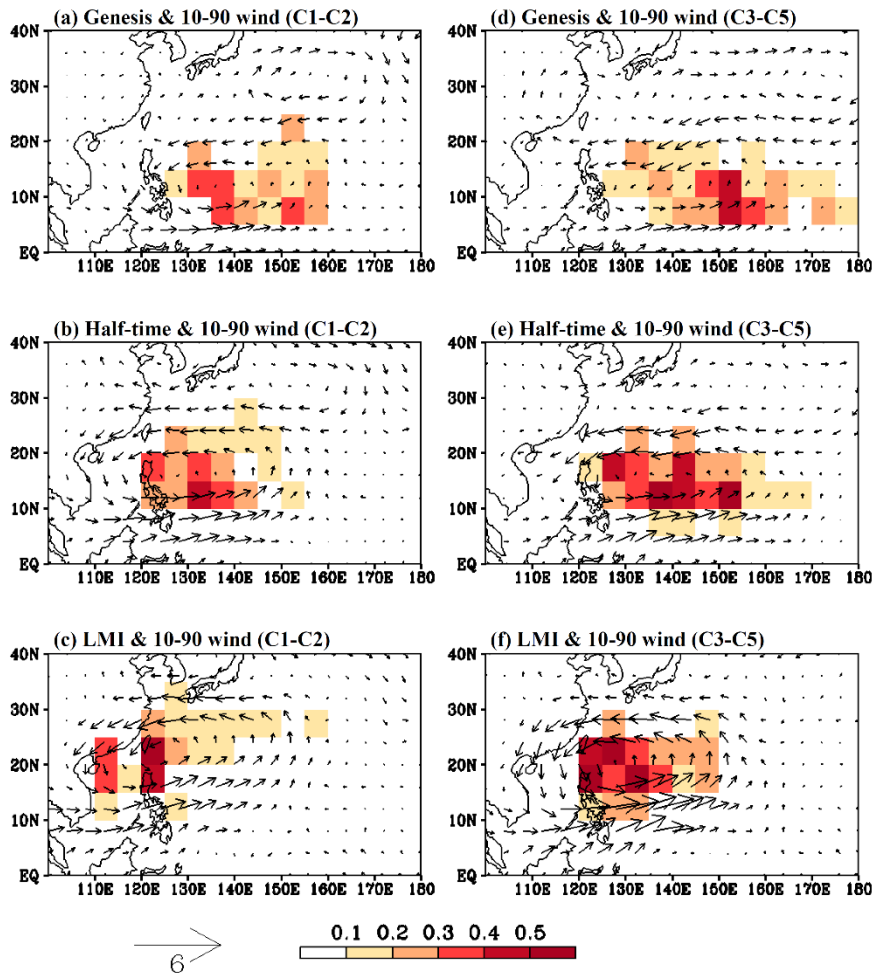 (a) Genesis & 10-90 wind (C1-C2)
40N
30N
20N
10N
EQ
110E 120E 130E 140E 150E 160E 170E 180
(d) Genesis & 10-90 wind (C3-C5)
40N
30N
20N
10N
EQ
110E 120E 130E 140E 150E 160E 170E 180
(b) Half-time & 10-90 wind (C1-C2)
40N
30N
20N
10N
EQ
110E 120E 130E 140E 150E 160E 170E 180
(e) Half-time & 10-90 wind (C3-C5)
40N
30N
20N
10N
EQ
110E 120E 130E 140E 150E 160E 170E 180
(c) LMI & 10-90 wind (C1-C2)
40N
30N
20N
10N
EQ
110E 120E 130E 140E 150E 160E 170E 180
(f) LMI & 10-90 wind (C3-C5)
40N
30N
20N
10N
EQ
110E 120E 130E 140E 150E 160E 170E 180
6
0.1 0.2 0.3 0.4 0.5